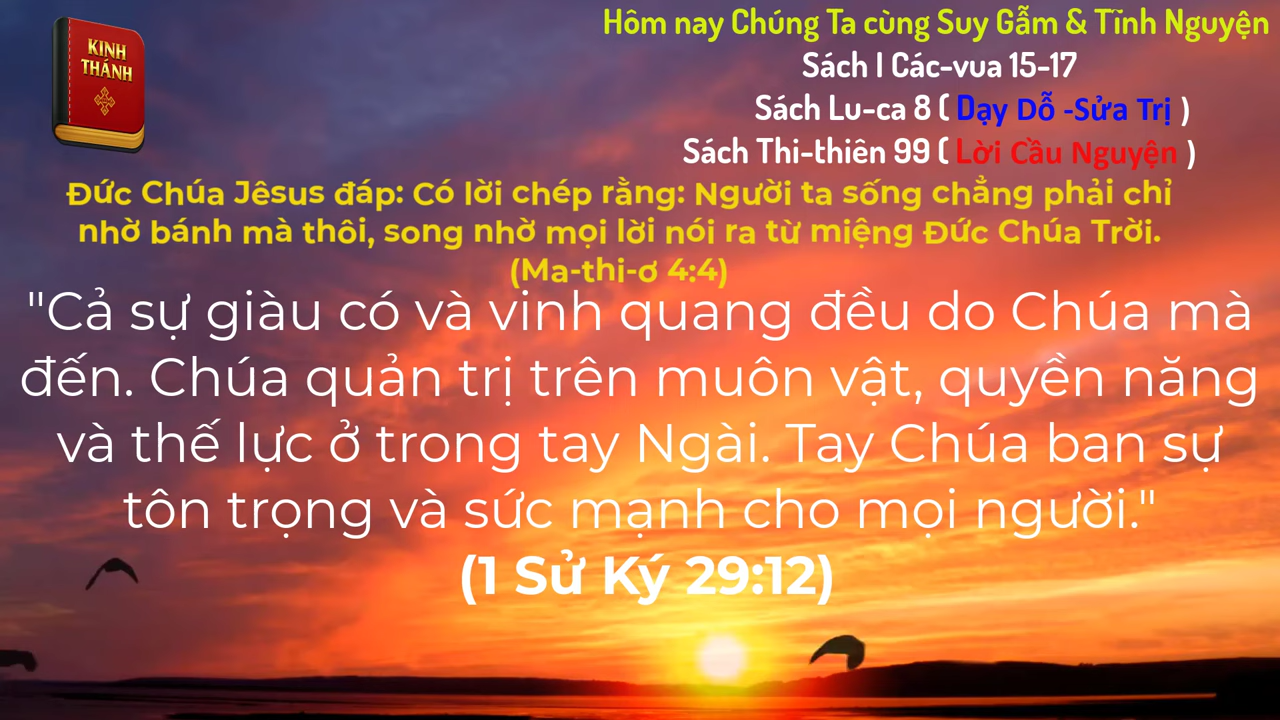 KINH
THÁNH
Hôm nay Chúng Ta cùng Suy Gẫm & Tĩnh Nguyện
Sách I Các-vua 15-17
Sách Lu-ca 8 ( Dạy Dỗ -Sửa Trị )
Sách Thi-thiên 99 ( Lời Cầu Nguyện )
Đức Chúa Jêsus đáp: Có lời chép rằng: Người ta sống chẳng phải chỉ
nhờ bánh mà thôi, song nhờ mọi lời nói ra từ miệng Đức Chúa Trời.
(Ma-thi-ơ 4:4)
"Cả sự giàu có và vinh quang đều do Chúa mà
đến. Chúa quản trị trên muôn vật, quyền năng
và thế lực ở trong tay Ngài. Tay Chúa ban sự
tôn trọng và sức mạnh cho mọi người."
(1 Sử Ký 29:12)